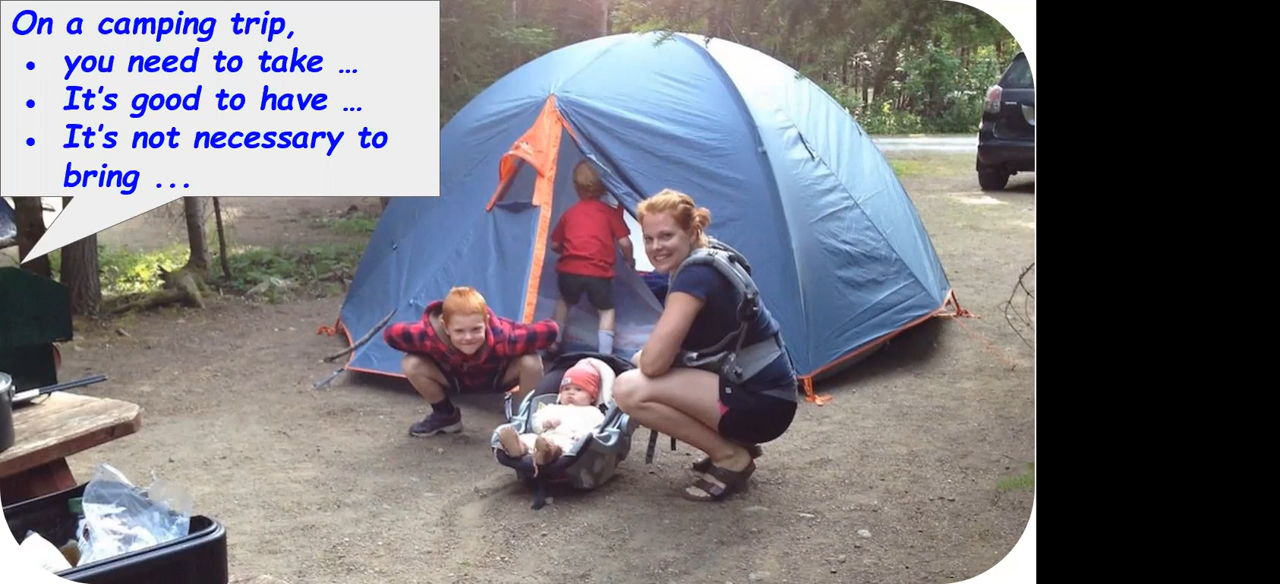 On a camping trip,
• you need to take …
• It's good to have …
• It's not necessary to
bring ...